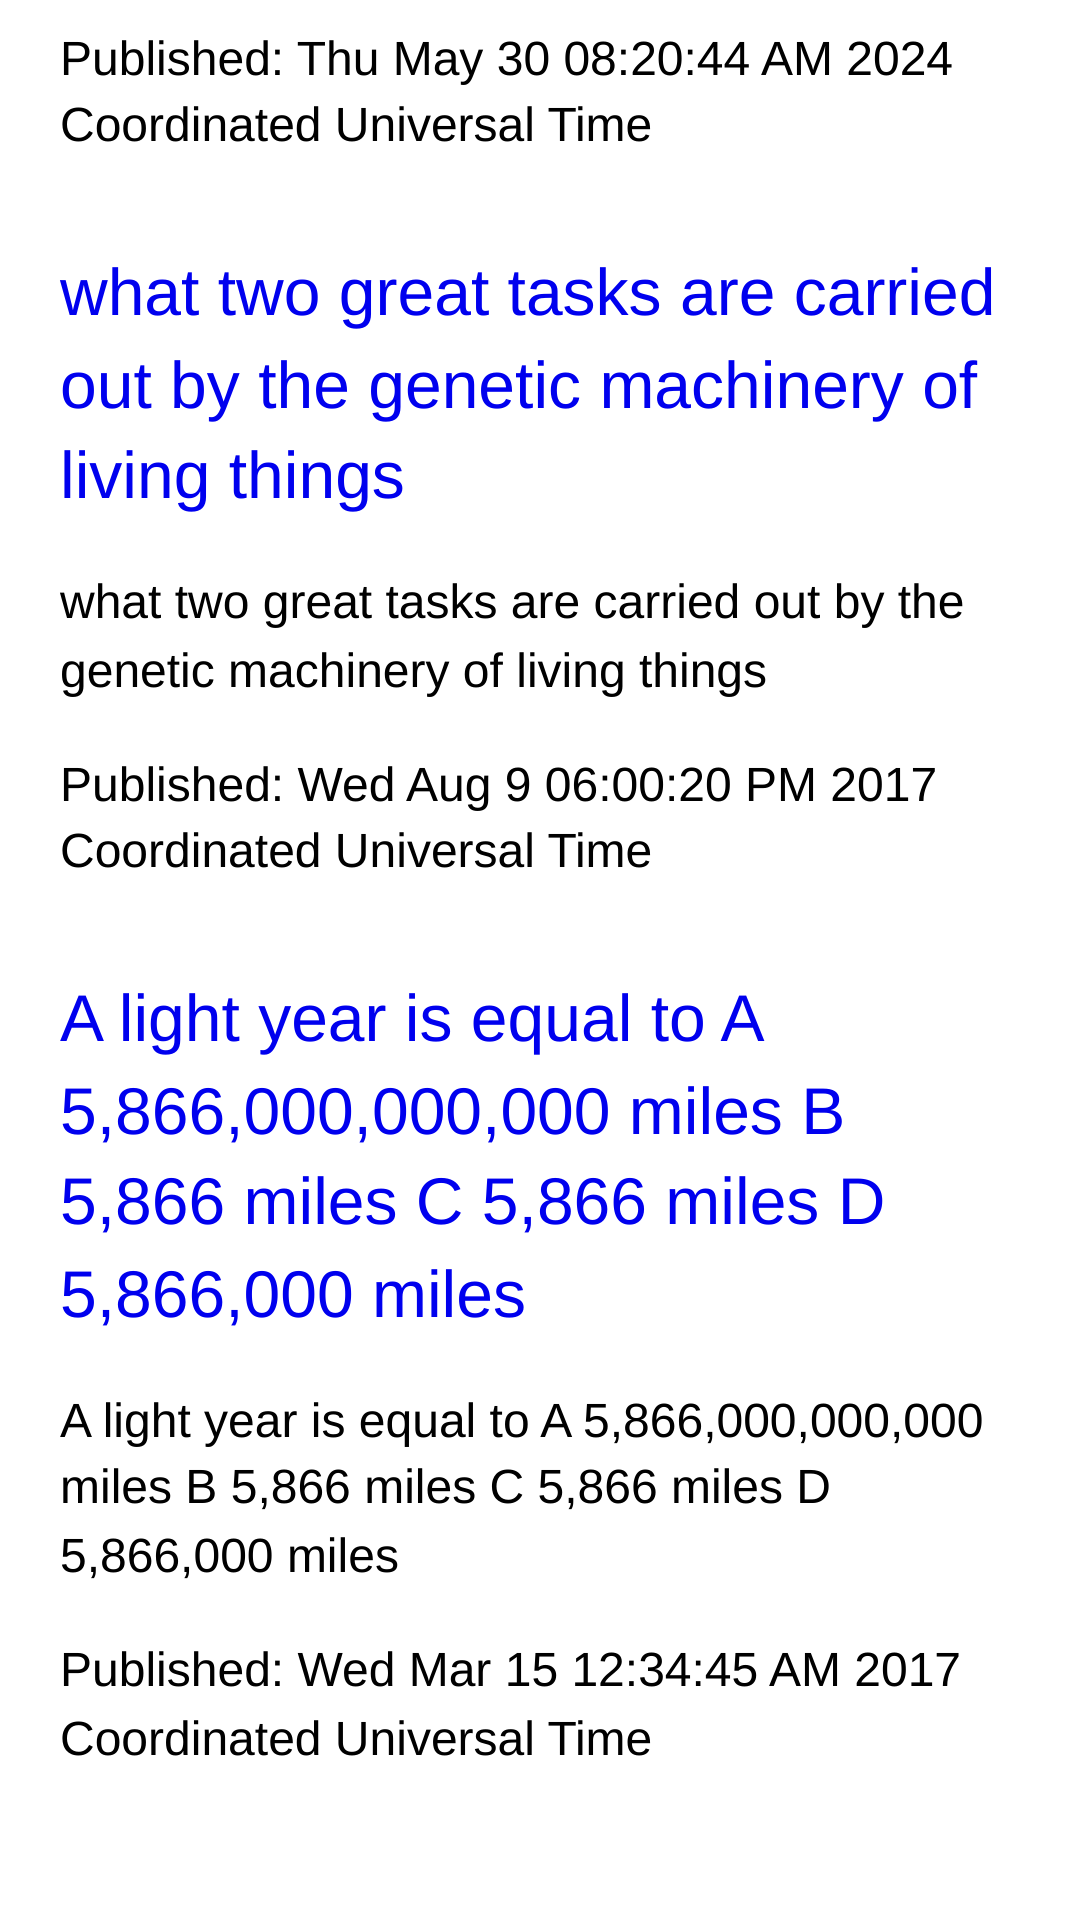 Published: Thu May 30 08:20:44 AM 2024
Coordinated Universal Time
what two great tasks are carried
out by the genetic machinery of
living things
what two great tasks are carried out by the
genetic machinery of living things
Published: Wed Aug 9 06:00:20 PM 2017
Coordinated Universal Time
A light year is equal to A
5,866,000,000,000 miles B
5,866 miles C 5,866 miles D
5,866,000 miles
A light year is equal to A 5,866,000,000,000
miles B 5,866 miles C 5,866 miles D
5,866,000 miles
Published: Wed Mar 15 12:34:45 AM 2017
Coordinated Universal Time